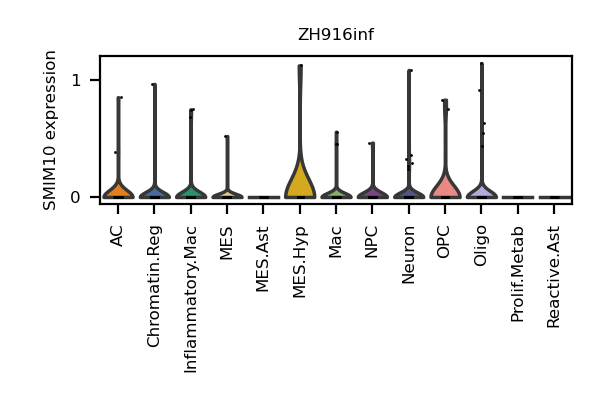 ZH916inf
SMIM10 expression
1
0
AC
Chromatin.Reg
Inflammatory.Mac
MES
MES.Ast
MES.Hyp
Mac
NPC
Neuron
OPC
Oligo
Prolif.Metab
Reactive.Ast